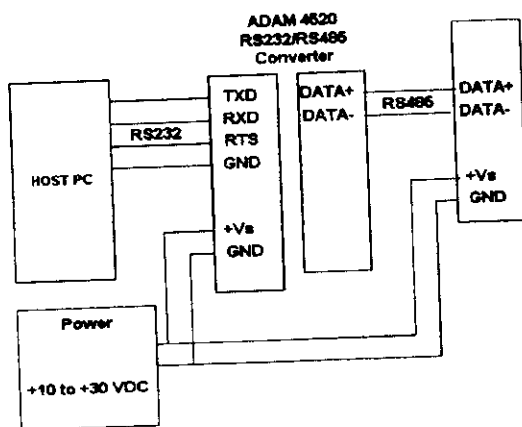 ADAM 4520
RS232/RS485
Converter
TXD
RXD
RTS
GND
+Vs
GND
RS232
HOST PC
DATA+
DATA-
RS485
DATA+
DATA-
+Vs
GND
Power
+10 to +30 VDC